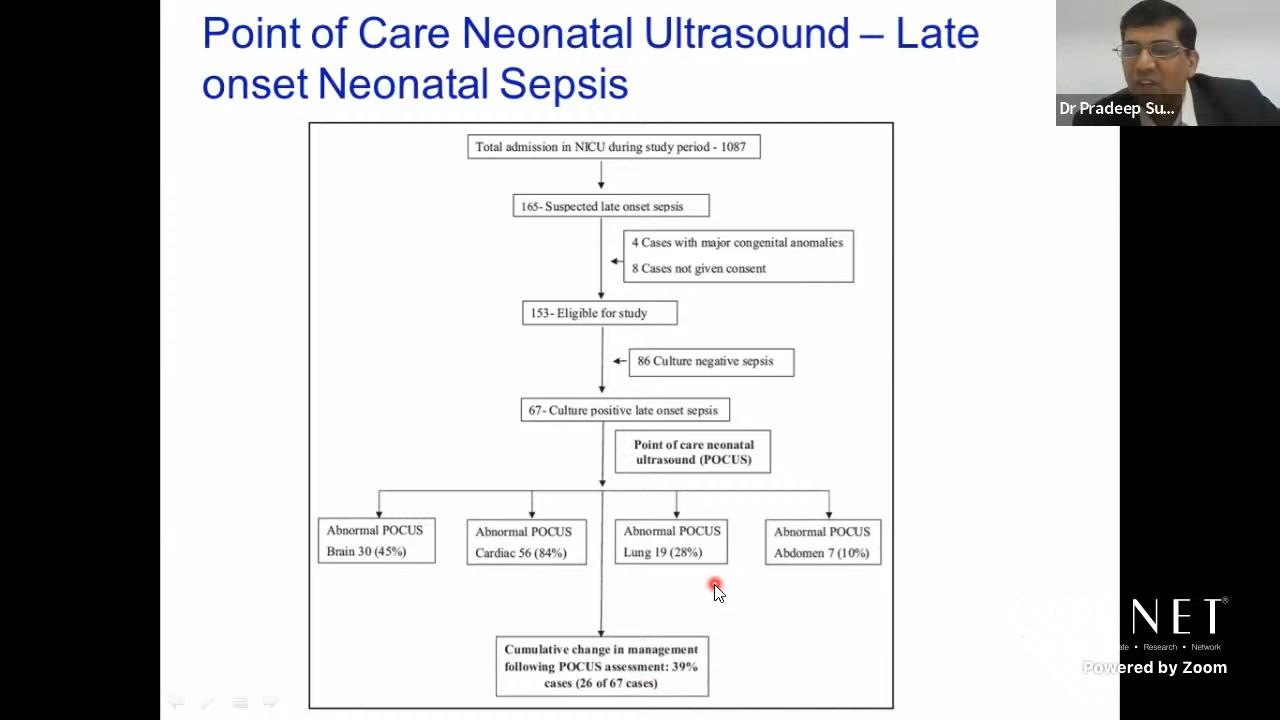 Point of Care Neonatal Ultrasound – Late
onset Neonatal Sepsis
Dr Pradeep Su...
Total admission in NICU during study period - 1087
165- Suspected late onset sepsis
4 Cases with major congenital anomalies
8 Cases not given consent
153- Eligible for study
86 Culture negative sepsis
67- Culture positive late onset sepsis
Point of care neonatal
ultrasound (POCUS)
Abnormal POCUS
Brain 30 (45%)
Abnormal POCUS
Cardiac 56 (84%)
Abnormal POCUS
Lung 19 (28%)
Abnormal POCUS
Abdomen 7 (10%)
Cumulative change in management
following POCUS assessment: 39%
cases (26 of 67 cases)
NET®
• Research • Network
Powered by Zoom